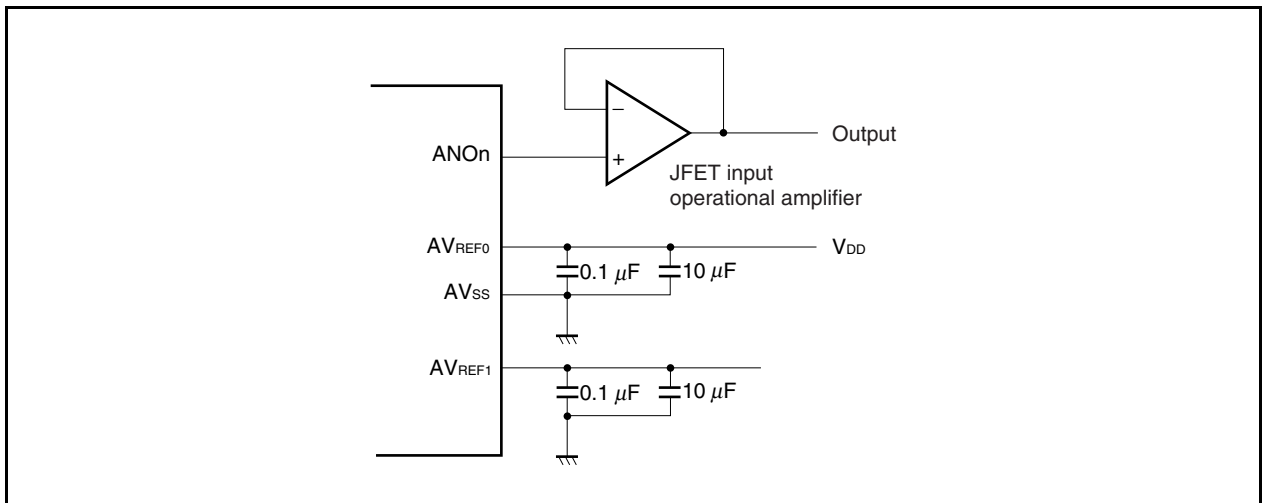 ANOn
−
+
Output
JFET input
operational amplifier
AVREF0
VDD
0.1 μF
10 μF
AVSS
AVREF1
0.1 μF
10 μF